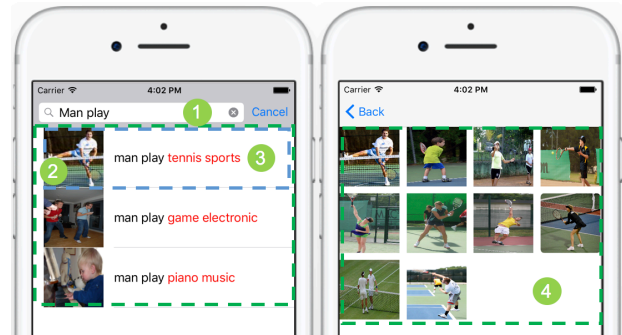 Carrier 4:02 PM
Man play 1 Cancel
2 man play tennis sports 3
man play game electronic
man play piano music
Carrier 4:02 PM
Back
4